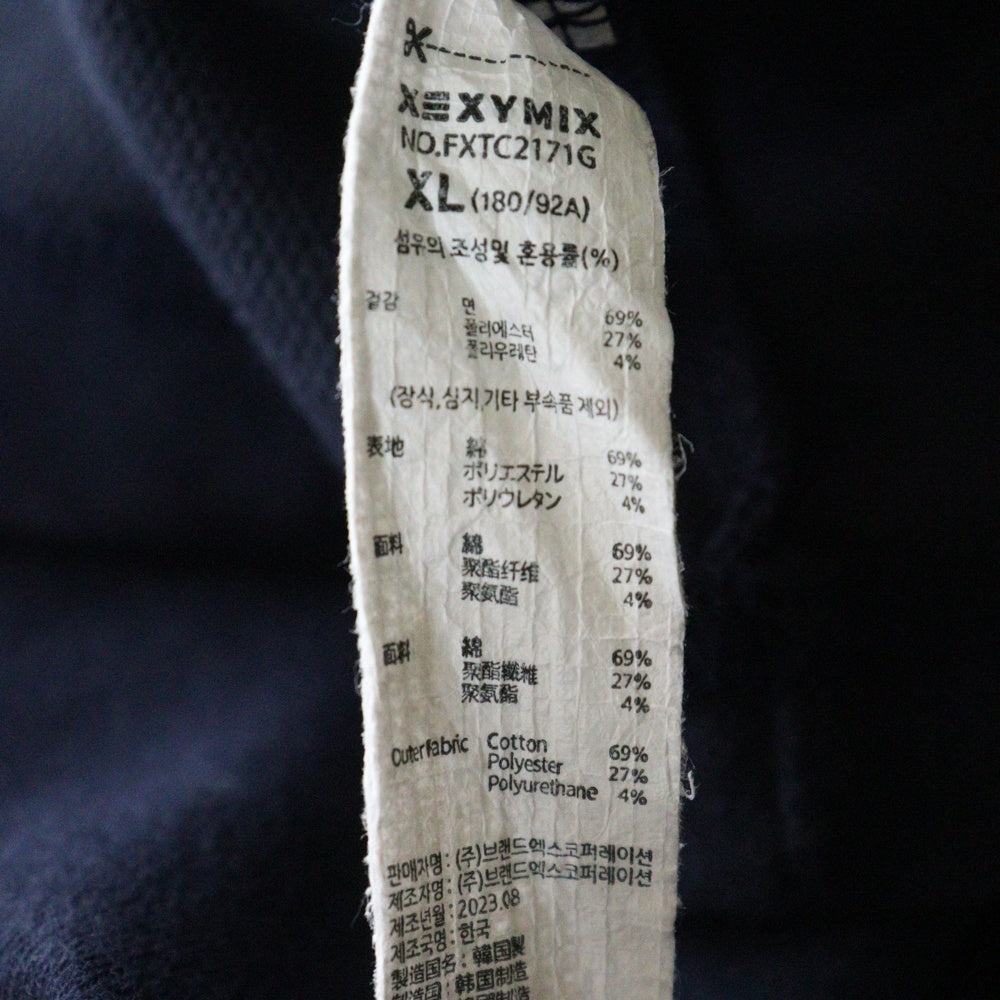 XEXYMIX
NO.FXTC2171G
XL (180/92A)
섬유의 조성및 혼용률(%)
겉감 면 69%
폴리에스터 27%
폴리우레탄 4%
(장식,심지,기타 부속품 제외)
表地 綿 69%
ポリエステル 27%
ポリウレタン 4%
面料 綿 69%
聚酯纤维 27%
聚氨酯 4%
面料 綿 69%
聚酯纖維 27%
聚氨酯 4%
Outer fabric Cotton 69%
Polyester 27%
Polyurethane 4%
판매자명 : (주)브랜드엑스코퍼레이션
제조자명 : (주)브랜드엑스코퍼레이션
제조년월 : 2023.08
제조국명 : 한국
製造国名 : 韓国製
制造国 : 韩国制造